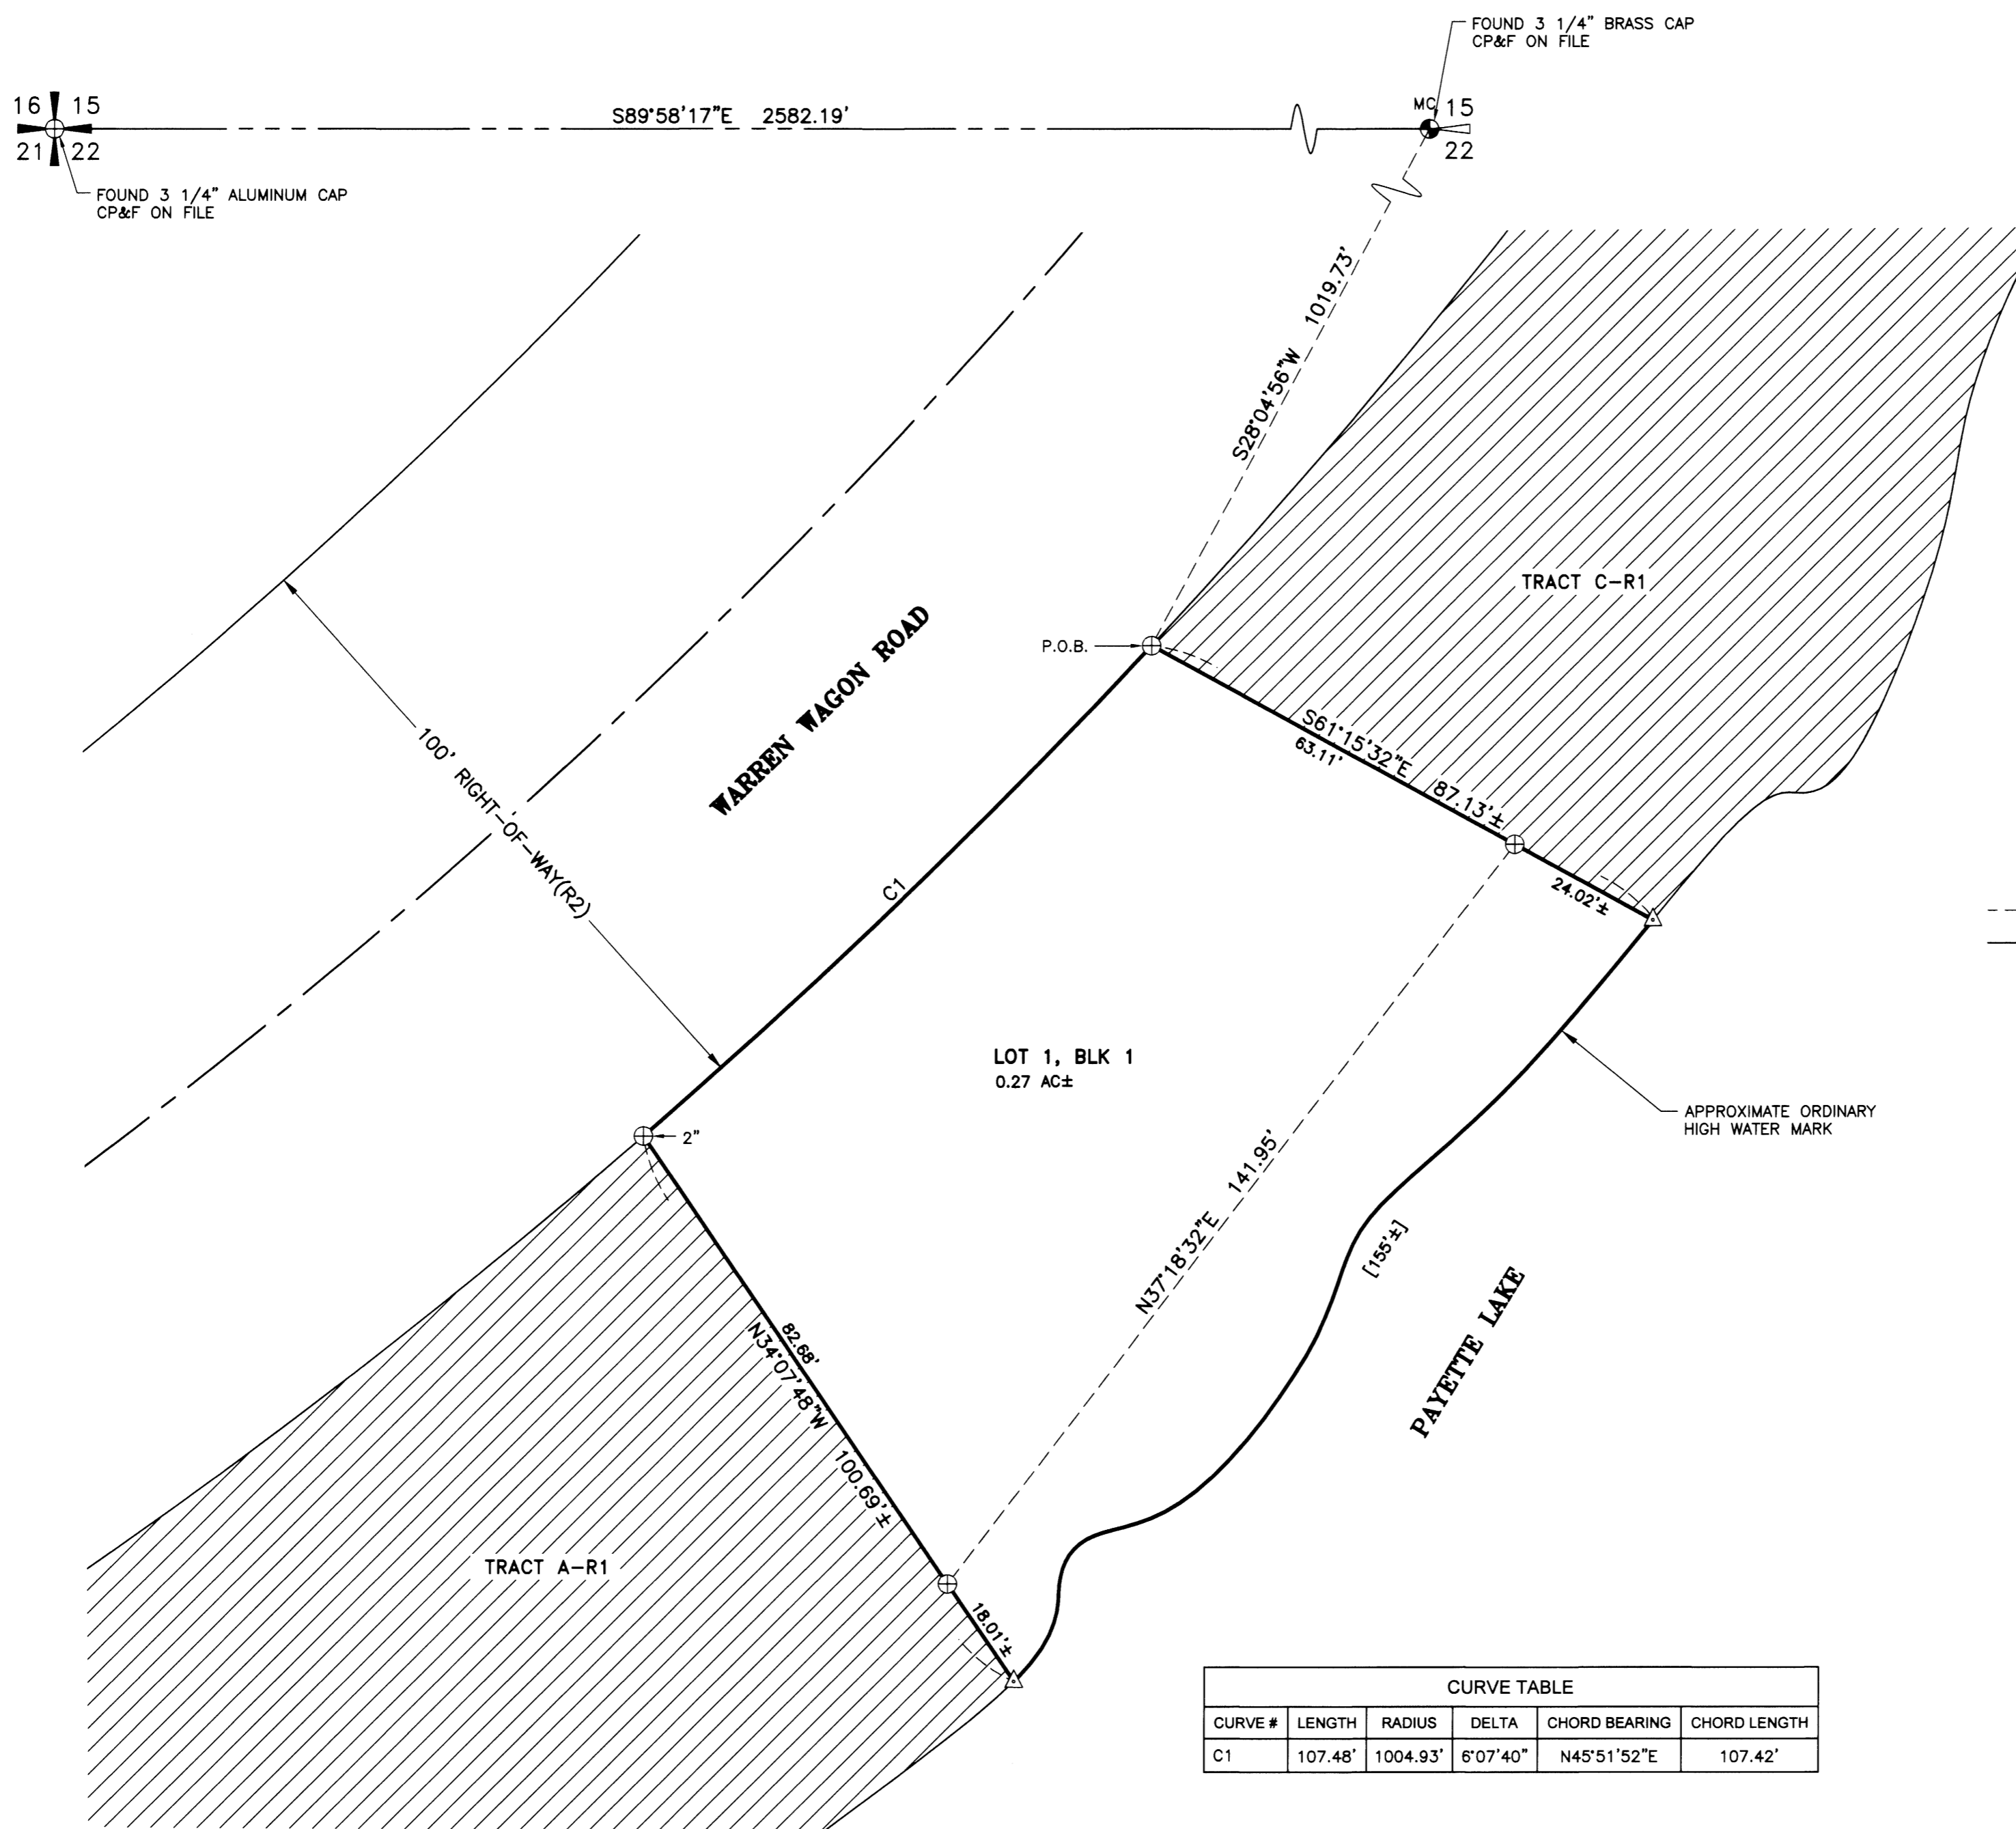 FOUND 3 1/4" BRASS CAP
CP&F ON FILE
16 15
21 22
S89°58'17"E 2582.19'
MC 15
22
FOUND 3 1/4" ALUMINUM CAP
CP&F ON FILE
S28°04'56"W 1019.73'
TRACT C-R1
P.O.B.
WARREN WAGON ROAD
100' RIGHT-OF-WAY(R2)
S61°15'32"E 87.13'±
63.11'
24.02'±
C1
LOT 1, BLK 1
0.27 AC±
APPROXIMATE ORDINARY
HIGH WATER MARK
2"
N37°18'32"E 141.95'
[155'±]
PAYETTE LAKE
82.68'
N34°07'48"W 100.69'±
18.01'±
TRACT A-R1
CURVE TABLE
CURVE # LENGTH RADIUS DELTA CHORD BEARING CHORD LENGTH
C1 107.48' 1004.93' 6°07'40" N45°51'52"E 107.42'